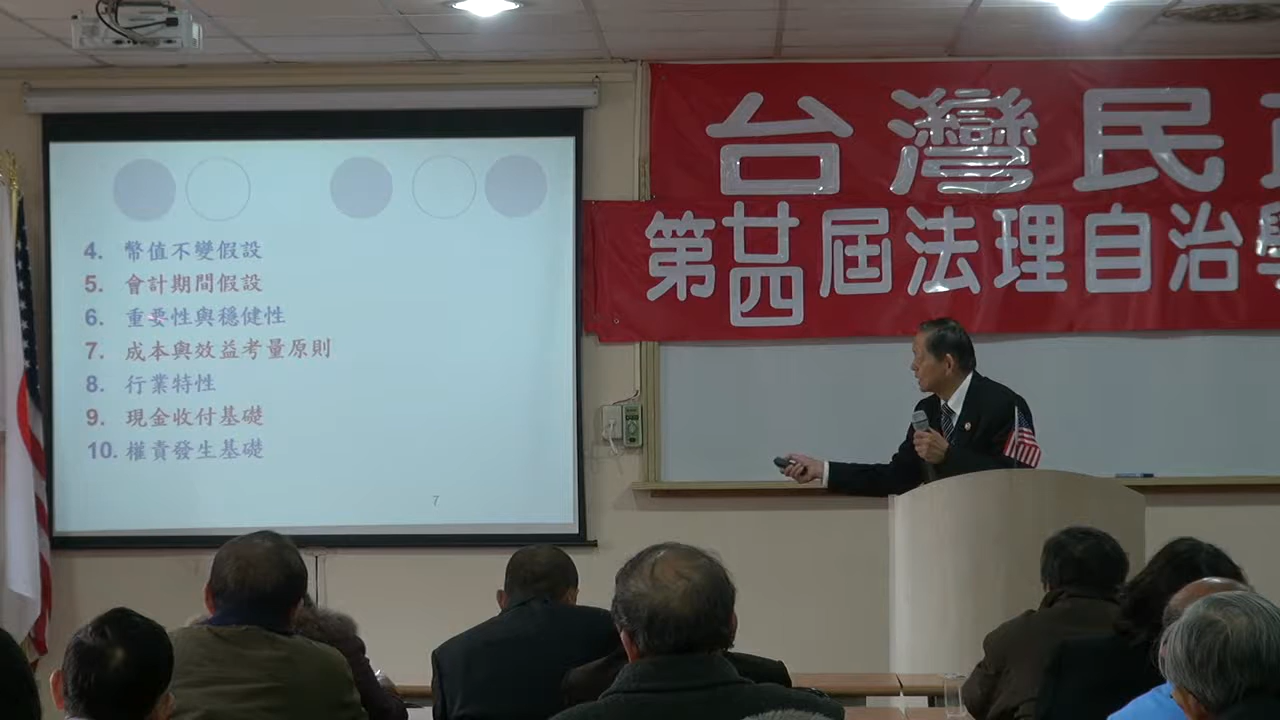 4. 幣值不變假設
5. 會計期間假設
6. 重要性與穩健性
7. 成本與效益考量原則
8. 行業特性
9. 現金收付基礎
10. 權責發生基礎
7
台灣民
第廿四屆法理自治學